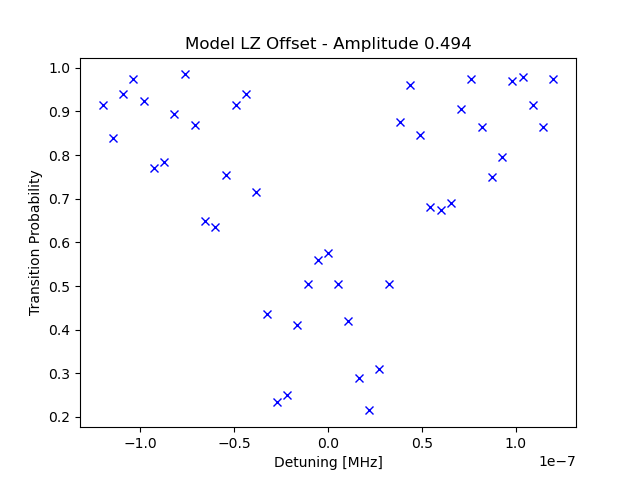 Model LZ Offset - Amplitude 0.494
1.0
0.9
0.8
0.7
0.6
0.5
0.4
0.3
0.2
Transition Probability
−1.0 −0.5 0.0 0.5 1.0
1e−7
Detuning [MHz]